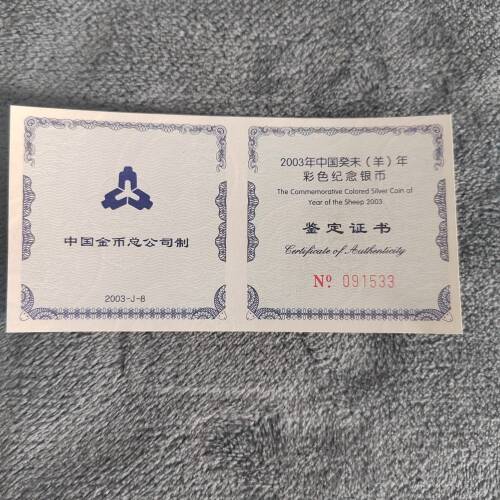 中国金币总公司制
2003-J-8
2003年中国癸未（羊）年
彩色纪念银币
The Commemorative Colored Silver Coin of
Year of the Sheep 2003
鉴定证书
Certificate of Authenticity
Nº 091533